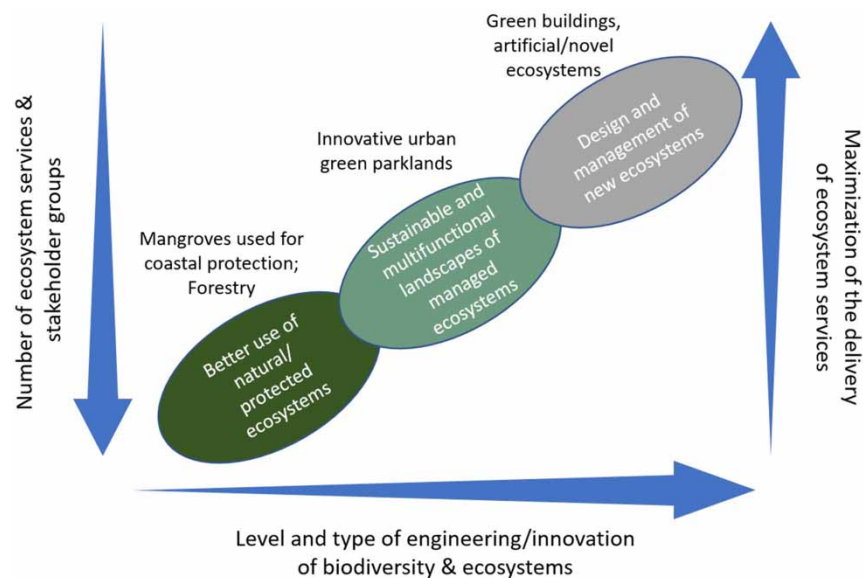 Green buildings,
artificial/novel
ecosystems
Design and
management of
new ecosystems
Innovative urban
green parklands
Sustainable and
multifunctional
landscapes of
managed
ecosystems
Mangroves used for
coastal protection;
Forestry
Better use of
natural/
protected
ecosystems
Number of ecosystem services &
stakeholder groups
Maximization of the delivery
of ecosystem services
Level and type of engineering/innovation
of biodiversity & ecosystems